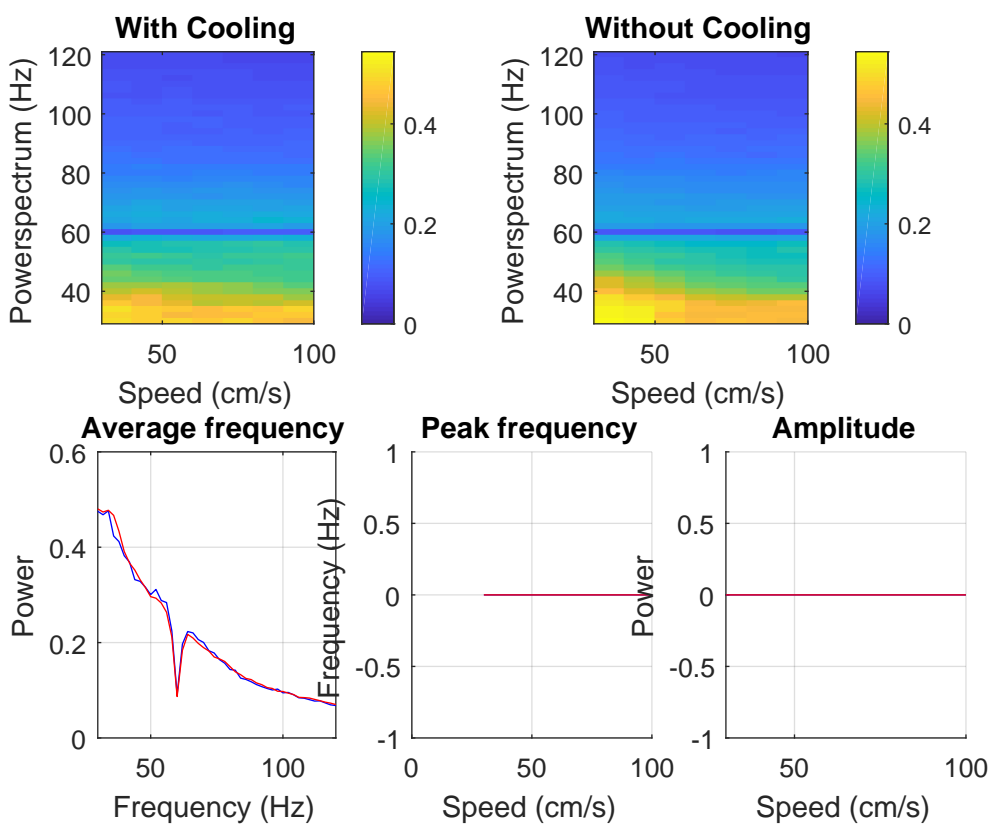 With Cooling
Powerspectrum (Hz)
120
100
80
60
40
50
100
Speed (cm/s)
0.4
0.2
0
Without Cooling
Powerspectrum (Hz)
120
100
80
60
40
50
100
Speed (cm/s)
0.4
0.2
0
Average frequency
Power
0.6
0.4
0.2
0
50
100
Frequency (Hz)
Peak frequency
Frequency (Hz)
1
0.5
0
-0.5
-1
0
50
100
Speed (cm/s)
Amplitude
Power
1
0.5
0
-0.5
-1
50
100
Speed (cm/s)